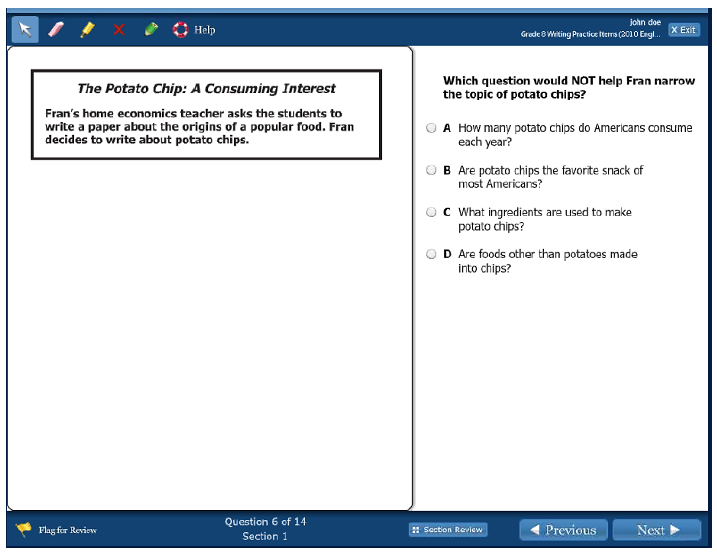 Help
john doe
Grade 8 Writing Practice Items (2010 Engl...
X Exit
The Potato Chip: A Consuming Interest
Fran's home economics teacher asks the students to
write a paper about the origins of a popular food. Fran
decides to write about potato chips.
Which question would NOT help Fran narrow
the topic of potato chips?
A How many potato chips do Americans consume
each year?
B Are potato chips the favorite snack of
most Americans?
C What ingredients are used to make
potato chips?
D Are foods other than potatoes made
into chips?
Flag for Review
Question 6 of 14
Section 1
Section Review
Previous
Next